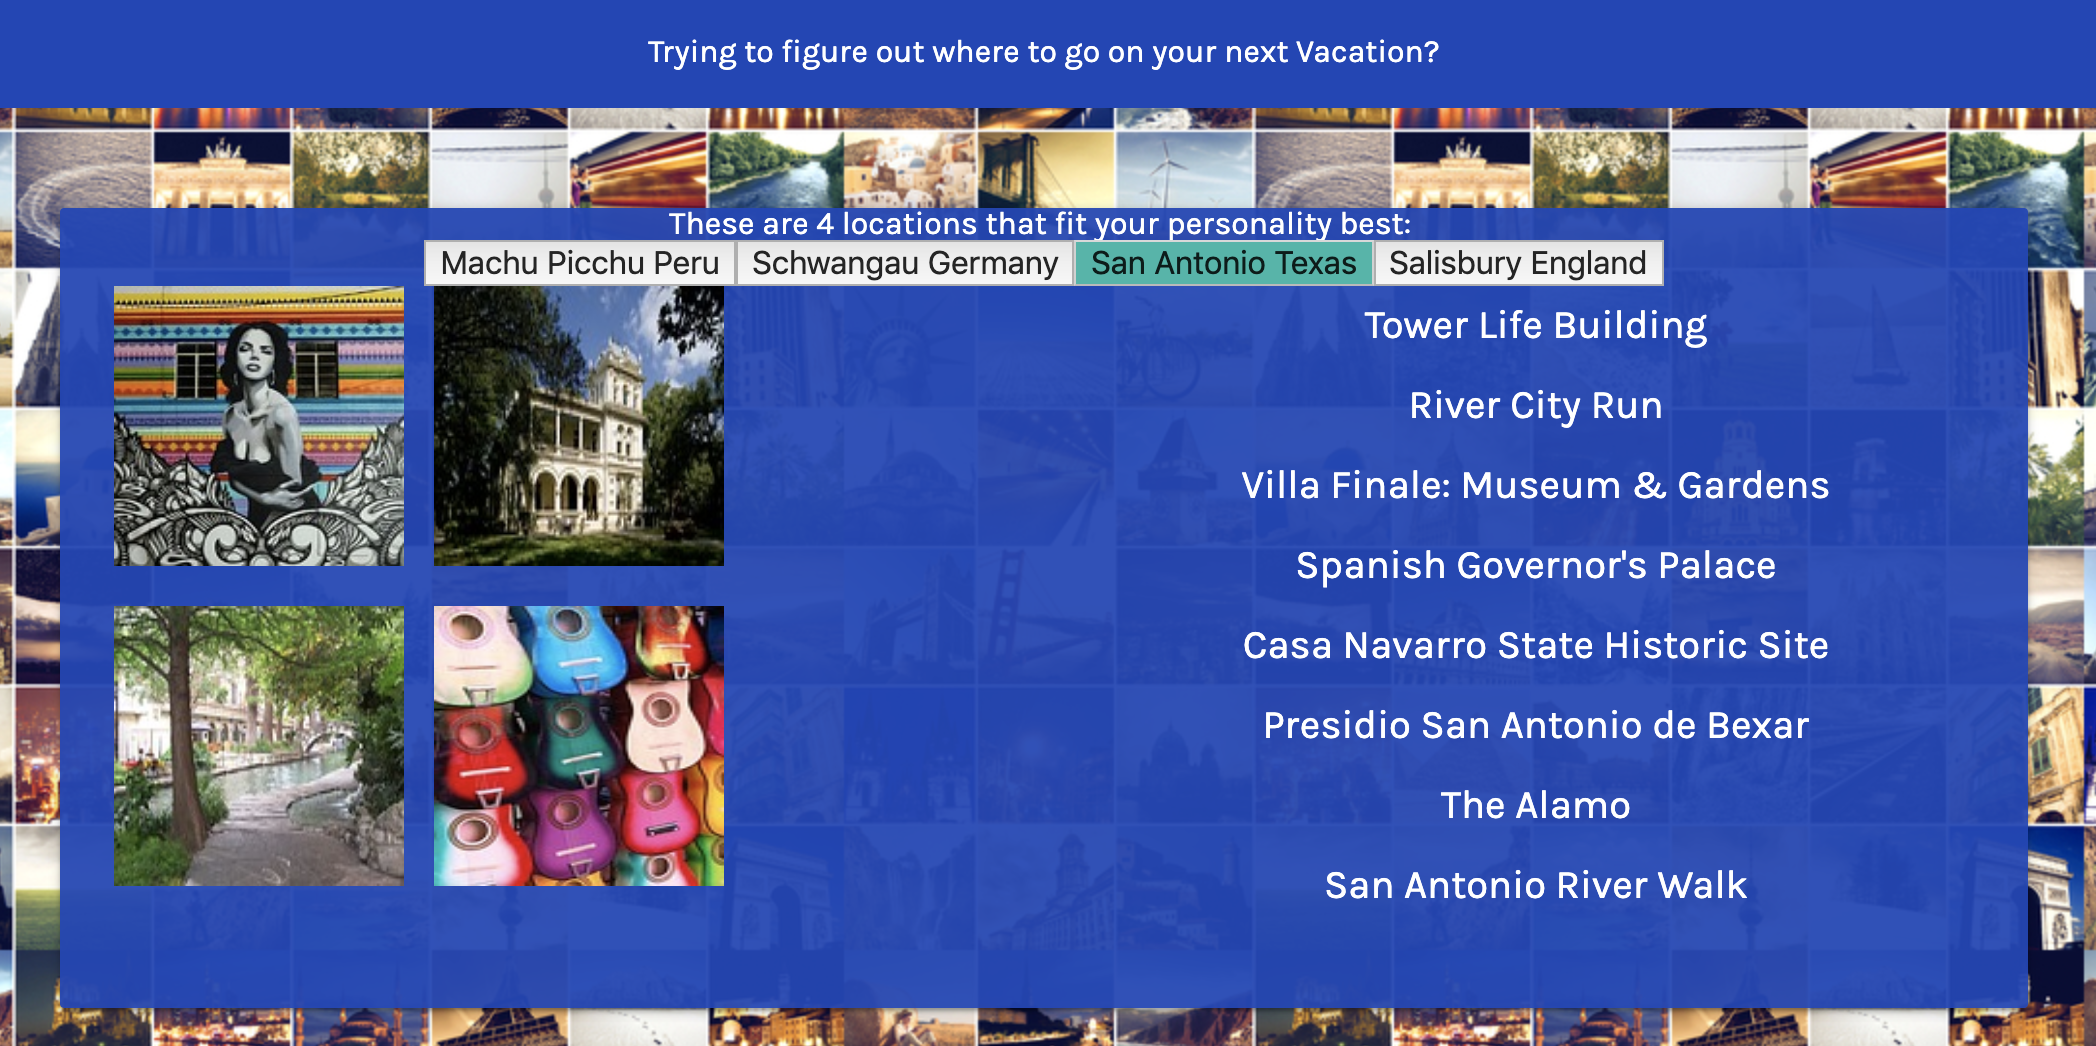 Trying to figure out where to go on your next Vacation?
These are 4 locations that fit your personality best:
Machu Picchu Peru Schwangau Germany San Antonio Texas Salisbury England
Tower Life Building
River City Run
Villa Finale: Museum & Gardens
Spanish Governor's Palace
Casa Navarro State Historic Site
Presidio San Antonio de Bexar
The Alamo
San Antonio River Walk